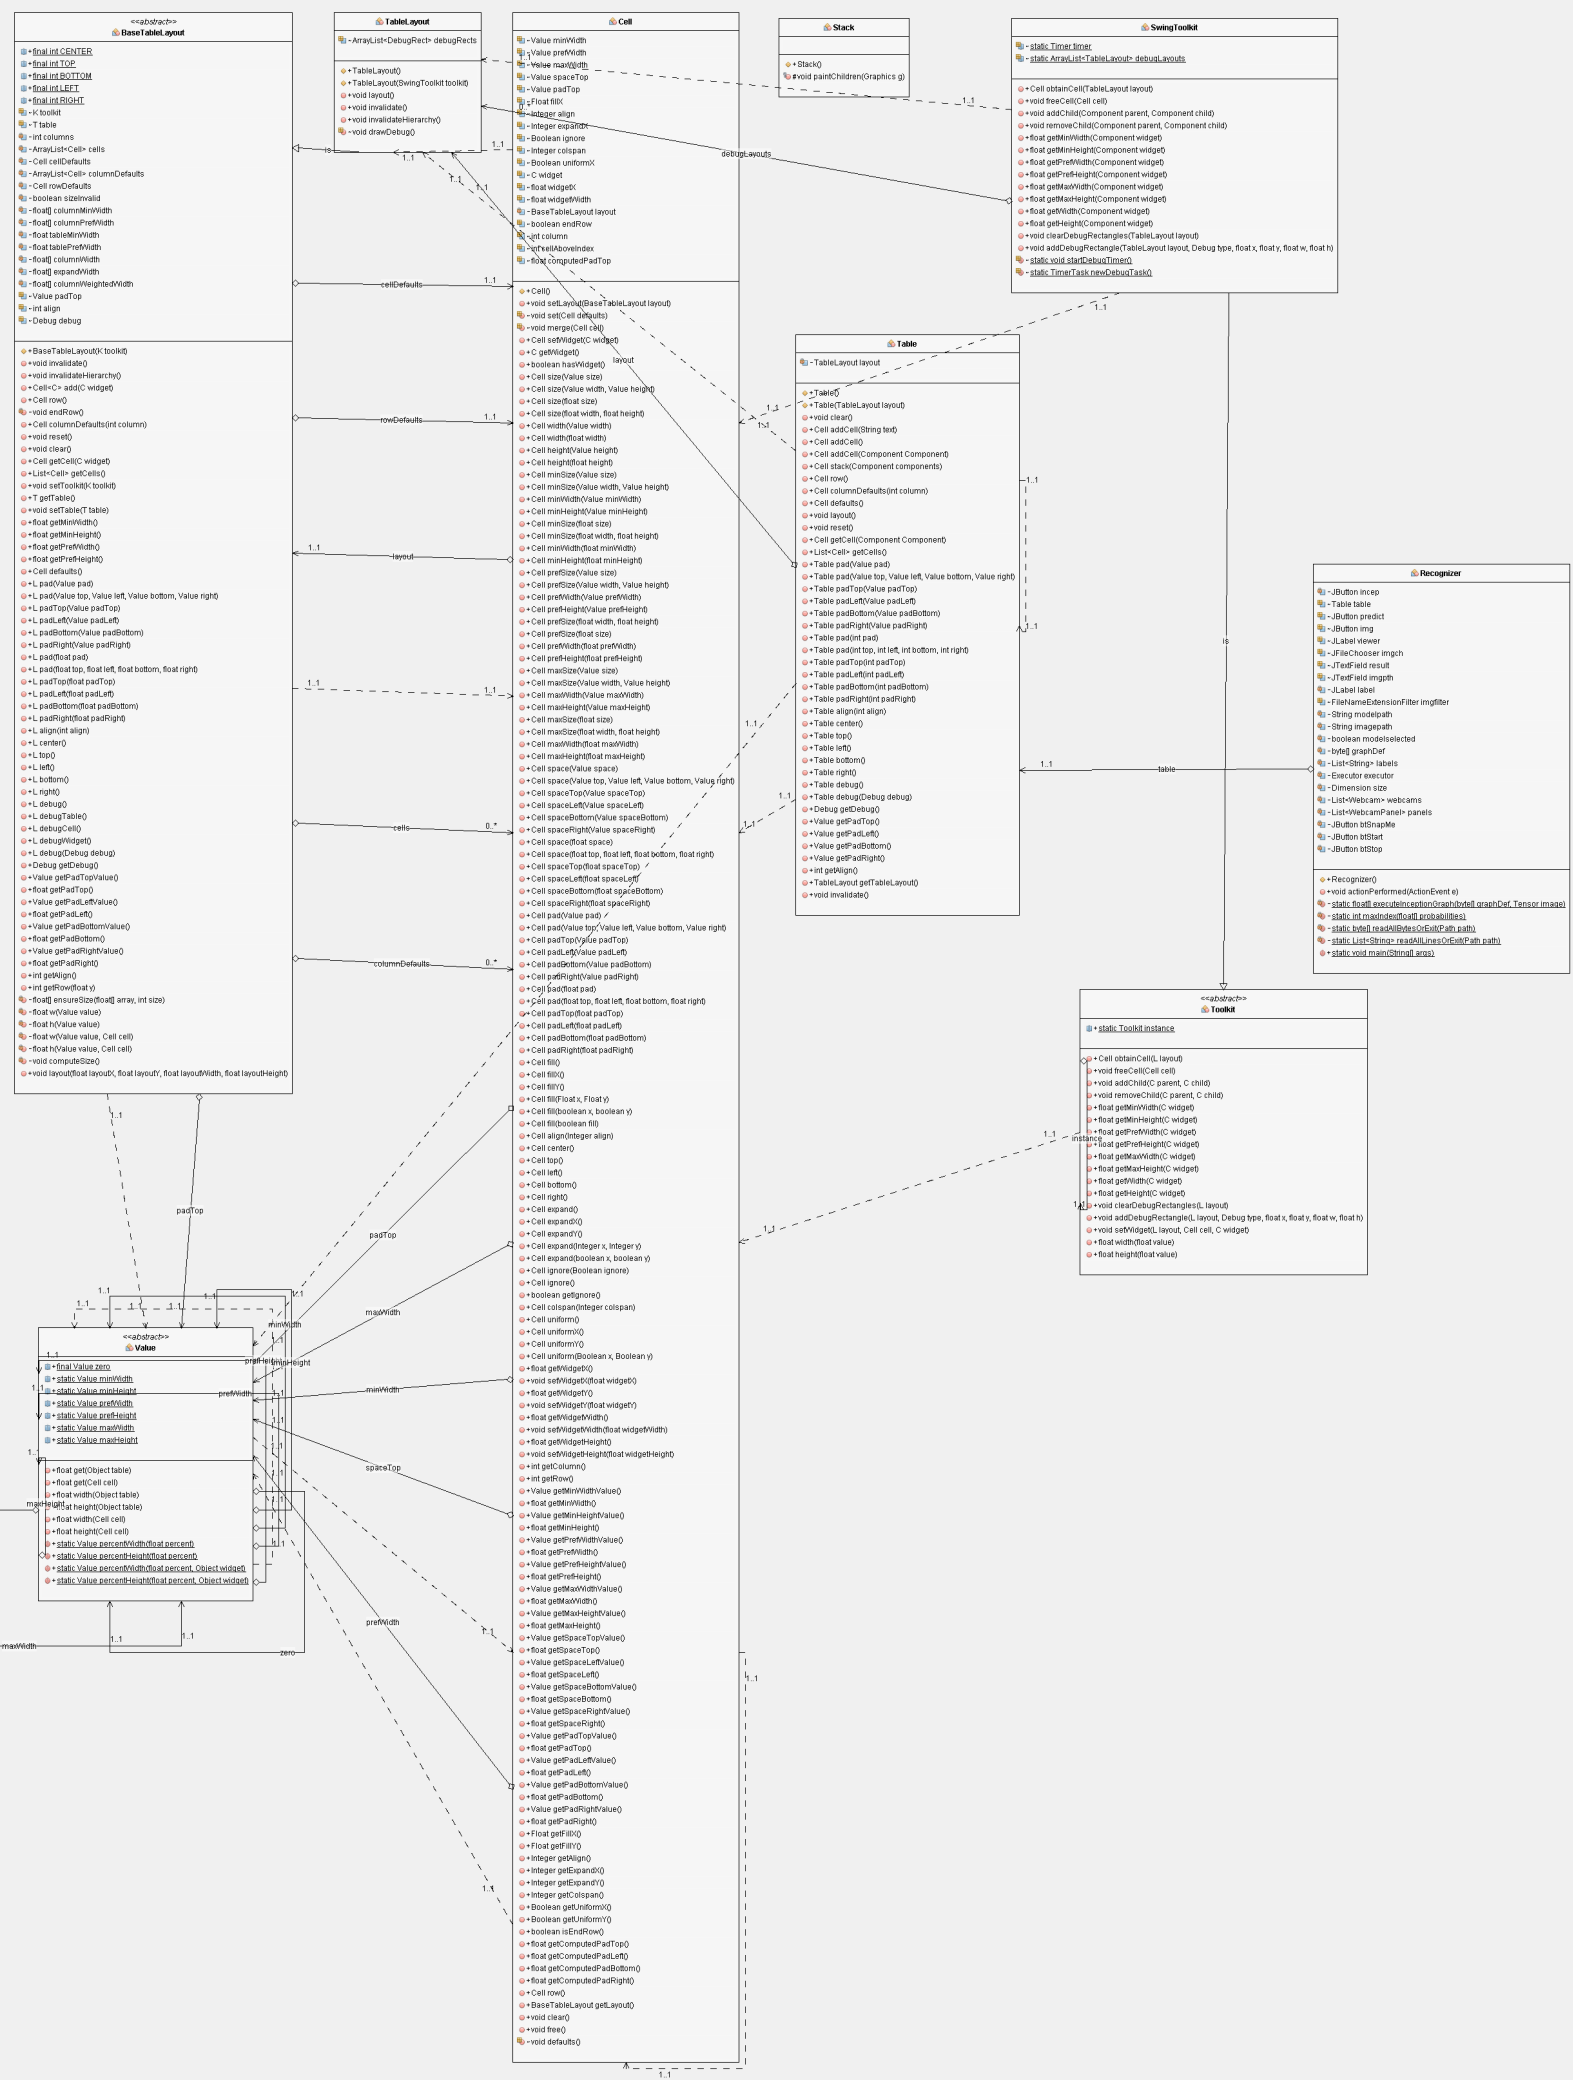 <<abstract>>
BaseTableLayout
+final int CENTER
+final int TOP
+final int BOTTOM
+final int LEFT
+final int RIGHT
-K toolkit
-T table
-int columns
-ArrayList<Cell> cells
-Cell cellDefaults
-ArrayList<Cell> columnDefaults
-Cell rowDefaults
-boolean sizeInvalid
-float[] columnMinWidth
-float[] columnPrefWidth
-float tableMinWidth
-float tablePrefWidth
-float[] columnWidth
-float[] expandWidth
-float[] columnWeightedWidth
-Value padTop
-int align
-Debug debug
+BaseTableLayout(K toolkit)
+void invalidate()
+void invalidateHierarchy()
+Cell<C> add(C widget)
+Cell row()
-void endRow()
+Cell columnDefaults(int column)
+void reset()
+void clear()
+Cell getCell(C widget)
+List<Cell> getCells()
+void setToolkit(K toolkit)
+T getTable()
+void setTable(T table)
+float getMinWidth()
+float getMinHeight()
+float getPrefWidth()
+float getPrefHeight()
+Cell defaults()
+L pad(Value pad)
+L pad(Value top, Value left, Value bottom, Value right)
+L padTop(Value padTop)
+L padLeft(Value padLeft)
+L padBottom(Value padBottom)
+L padRight(Value padRight)
+L pad(float pad)
+L pad(float top, float left, float bottom, float right)
+L padTop(float padTop)
+L padLeft(float padLeft)
+L padBottom(float padBottom)
+L padRight(float padRight)
+L align(int align)
+L center()
+L top()
+L left()
+L bottom()
+L right()
+L debug()
+L debugTable()
+L debugCell()
+L debugWidget()
+L debug(Debug debug)
+Debug getDebug()
+Value getPadTopValue()
+float getPadTop()
+Value getPadLeftValue()
+float getPadLeft()
+Value getPadBottomValue()
+float getPadBottom()
+Value getPadRightValue()
+float getPadRight()
+int getAlign()
+int getRow(float y)
-float[] ensureSize(float[] array, int size)
-float w(Value value)
-float h(Value value)
-float w(Value value, Cell cell)
-float h(Value value, Cell cell)
-void computeSize()
+void layout(float layoutX, float layoutY, float layoutWidth, float layoutHeight)
TableLayout
-ArrayList<DebugRect> debugRects
+TableLayout()
+TableLayout(SwingToolkit toolkit)
+void layout()
+void invalidate()
+void invalidateHierarchy()
-void drawDebug()
Cell
-Value minWidth
-Value prefWidth
-Value maxWidth
-Value spaceTop
-Value padTop
-Float fillX
-Integer align
-Integer expandX
-Boolean ignore
-Integer colspan
-Boolean uniformX
-C widget
-float widgetX
-float widgetWidth
-BaseTableLayout layout
-boolean endRow
-int column
-int cellAboveIndex
-float computedPadTop
+Cell()
+void setLayout(BaseTableLayout layout)
-void set(Cell defaults)
-void merge(Cell cell)
+Cell setWidget(C widget)
+C getWidget()
+boolean hasWidget()
+Cell size(Value size)
+Cell size(Value width, Value height)
+Cell size(float size)
+Cell size(float width, float height)
+Cell width(Value width)
+Cell width(float width)
+Cell height(Value height)
+Cell height(float height)
+Cell minSize(Value size)
+Cell minSize(Value width, Value height)
+Cell minWidth(Value minWidth)
+Cell minHeight(Value minHeight)
+Cell minSize(float size)
+Cell minSize(float width, float height)
+Cell minWidth(float minWidth)
+Cell minHeight(float minHeight)
+Cell prefSize(Value size)
+Cell prefSize(Value width, Value height)
+Cell prefWidth(Value prefWidth)
+Cell prefHeight(Value prefHeight)
+Cell prefSize(float width, float height)
+Cell prefSize(float size)
+Cell prefWidth(float prefWidth)
+Cell prefHeight(float prefHeight)
+Cell maxSize(Value size)
+Cell maxSize(Value width, Value height)
+Cell maxWidth(Value maxWidth)
+Cell maxHeight(Value maxHeight)
+Cell maxSize(float size)
+Cell maxSize(float width, float height)
+Cell maxWidth(float maxWidth)
+Cell maxHeight(float maxHeight)
+Cell space(Value space)
+Cell space(Value top, Value left, Value bottom, Value right)
+Cell spaceTop(Value spaceTop)
+Cell spaceLeft(Value spaceLeft)
+Cell spaceBottom(Value spaceBottom)
+Cell spaceRight(Value spaceRight)
+Cell space(float space)
+Cell space(float top, float left, float bottom, float right)
+Cell spaceTop(float spaceTop)
+Cell spaceLeft(float spaceLeft)
+Cell spaceBottom(float spaceBottom)
+Cell spaceRight(float spaceRight)
+Cell pad(Value pad)
+Cell pad(Value top, Value left, Value bottom, Value right)
+Cell padTop(Value padTop)
+Cell padLeft(Value padLeft)
+Cell padBottom(Value padBottom)
+Cell padRight(Value padRight)
+Cell pad(float pad)
+Cell pad(float top, float left, float bottom, float right)
+Cell padTop(float padTop)
+Cell padLeft(float padLeft)
+Cell padBottom(float padBottom)
+Cell padRight(float padRight)
+Cell fill()
+Cell fillX()
+Cell fillY()
+Cell fill(Float x, Float y)
+Cell fill(boolean x, boolean y)
+Cell fill(boolean fill)
+Cell align(Integer align)
+Cell center()
+Cell top()
+Cell left()
+Cell bottom()
+Cell right()
+Cell expand()
+Cell expandX()
+Cell expandY()
+Cell expand(Integer x, Integer y)
+Cell expand(boolean x, boolean y)
+Cell ignore(Boolean ignore)
+Cell ignore()
+boolean getIgnore()
+Cell colspan(Integer colspan)
+Cell uniform()
+Cell uniformX()
+Cell uniformY()
+Cell uniform(Boolean x, Boolean y)
+float getWidgetX()
+void setWidgetX(float widgetX)
+float getWidgetY()
+void setWidgetY(float widgetY)
+float getWidgetWidth()
+void setWidgetWidth(float widgetWidth)
+float getWidgetHeight()
+void setWidgetHeight(float widgetHeight)
+int getColumn()
+int getRow()
+Value getMinWidthValue()
+float getMinWidth()
+Value getMinHeightValue()
+float getMinHeight()
+Value getPrefWidthValue()
+float getPrefWidth()
+Value getPrefHeightValue()
+float getPrefHeight()
+Value getMaxWidthValue()
+float getMaxWidth()
+Value getMaxHeightValue()
+float getMaxHeight()
+Value getSpaceTopValue()
+float getSpaceTop()
+Value getSpaceLeftValue()
+float getSpaceLeft()
+Value getSpaceBottomValue()
+float getSpaceBottom()
+Value getSpaceRightValue()
+float getSpaceRight()
+Value getPadTopValue()
+float getPadTop()
+Value getPadLeftValue()
+float getPadLeft()
+Value getPadBottomValue()
+float getPadBottom()
+Value getPadRightValue()
+float getPadRight()
+Float getFillX()
+Float getFillY()
+Integer getAlign()
+Integer getExpandX()
+Integer getExpandY()
+Integer getColspan()
+Boolean getUniformX()
+Boolean getUniformY()
+boolean isEndRow()
+float getComputedPadTop()
+float getComputedPadLeft()
+float getComputedPadBottom()
+float getComputedPadRight()
+Cell row()
+BaseTableLayout getLayout()
+void clear()
+void free()
-void defaults()
Stack
+Stack()
#void paintChildren(Graphics g)
SwingToolkit
-static Timer timer
-static ArrayList<TableLayout> debugLayouts
+Cell obtainCell(TableLayout layout)
+void freeCell(Cell cell)
+void addChild(Component parent, Component child)
+void removeChild(Component parent, Component child)
+float getMinWidth(Component widget)
+float getMinHeight(Component widget)
+float getPrefWidth(Component widget)
+float getPrefHeight(Component widget)
+float getMaxWidth(Component widget)
+float getMaxHeight(Component widget)
+float getWidth(Component widget)
+float getHeight(Component widget)
+void clearDebugRectangles(TableLayout layout)
+void addDebugRectangle(TableLayout layout, Debug type, float x, float y, float w, float h)
-static void startDebugTimer()
-static TimerTask newDebugTask()
Table
-TableLayout layout
+Table()
+Table(TableLayout layout)
+void clear()
+Cell addCell(String text)
+Cell addCell()
+Cell addCell(Component Component)
+Cell stack(Component components)
+Cell row()
+Cell columnDefaults(int column)
+Cell defaults()
+void layout()
+void reset()
+Cell getCell(Component Component)
+List<Cell> getCells()
+Table pad(Value pad)
+Table pad(Value top, Value left, Value bottom, Value right)
+Table padTop(Value padTop)
+Table padLeft(Value padLeft)
+Table padBottom(Value padBottom)
+Table padRight(Value padRight)
+Table pad(int pad)
+Table pad(int top, int left, int bottom, int right)
+Table padTop(int padTop)
+Table padLeft(int padLeft)
+Table padBottom(int padBottom)
+Table padRight(int padRight)
+Table align(int align)
+Table center()
+Table top()
+Table left()
+Table bottom()
+Table right()
+Table debug()
+Table debug(Debug debug)
+Debug getDebug()
+Value getPadTop()
+Value getPadLeft()
+Value getPadBottom()
+Value getPadRight()
+int getAlign()
+TableLayout getTableLayout()
+void invalidate()
Recognizer
-JButton incep
-Table table
-JButton predict
-JButton img
-JLabel viewer
-JFileChooser imgch
-JTextField result
-JTextField imgpth
-JLabel label
-FileNameExtensionFilter imgfilter
-String modelpath
-String imagepath
-boolean modelselected
-byte[] graphDef
-List<String> labels
-Executor executor
-Dimension size
-List<Webcam> webcams
-List<WebcamPanel> panels
-JButton btSnapMe
-JButton btStart
-JButton btStop
+Recognizer()
+void actionPerformed(ActionEvent e)
-static float[] executeInceptionGraph(byte[] graphDef, Tensor image)
-static int maxIndex(float[] probabilities)
-static byte[] readAllBytesOrExit(Path path)
-static List<String> readAllLinesOrExit(Path path)
+static void main(String[] args)
<<abstract>>
Toolkit
+static Toolkit instance
+Cell obtainCell(L layout)
+void freeCell(Cell cell)
+void addChild(C parent, C child)
+void removeChild(C parent, C child)
+float getMinWidth(C widget)
+float getMinHeight(C widget)
+float getPrefWidth(C widget)
+float getPrefHeight(C widget)
+float getMaxWidth(C widget)
+float getMaxHeight(C widget)
+float getWidth(C widget)
+float getHeight(C widget)
+void clearDebugRectangles(L layout)
+void addDebugRectangle(L layout, Debug type, float x, float y, float w, float h)
+void setWidget(L layout, Cell cell, C widget)
+float width(float value)
+float height(float value)
<<abstract>>
Value
+final Value zero
+static Value minWidth
+static Value minHeight
+static Value prefWidth
+static Value prefHeight
+static Value maxWidth
+static Value maxHeight
+float get(Object table)
+float get(Cell cell)
+float width(Object table)
+float height(Object table)
+float width(Cell cell)
+float height(Cell cell)
+static Value percentWidth(float percent)
+static Value percentHeight(float percent)
+static Value percentWidth(float percent, Object widget)
+static Value percentHeight(float percent, Object widget)
is
debugLayouts
cellDefaults
1..1
layout
rowDefaults
1..1
layout
1..1
cells
0..*
columnDefaults
0..*
table
1..1
is
instance
padTop
padTop
maxWidth
minWidth
minHeight
prefHeight
prefWidth
minWidth
spaceTop
prefWidth
maxHeight
maxWidth
zero